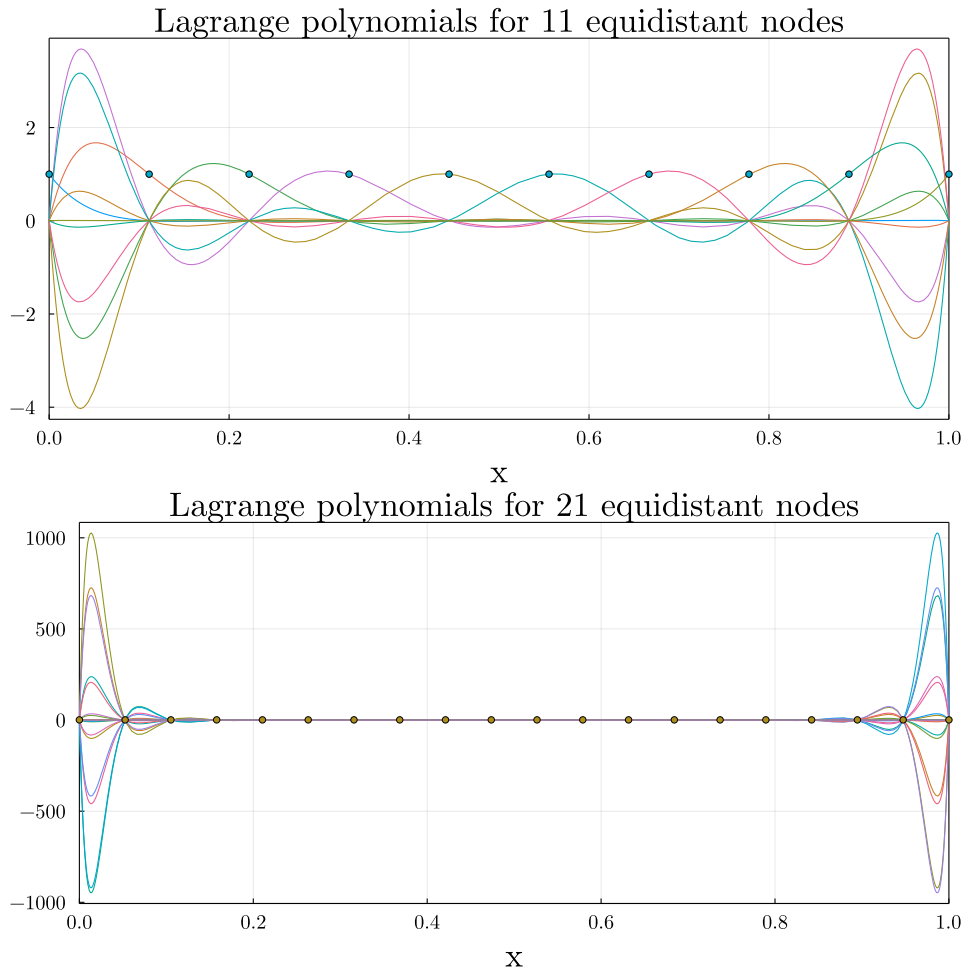 Lagrange polynomials for 11 equidistant nodes
2
0
−2
−4
0.0 0.2 0.4 0.6 0.8 1.0
x
Lagrange polynomials for 21 equidistant nodes
1000
500
0
−500
−1000
0.0 0.2 0.4 0.6 0.8 1.0
x